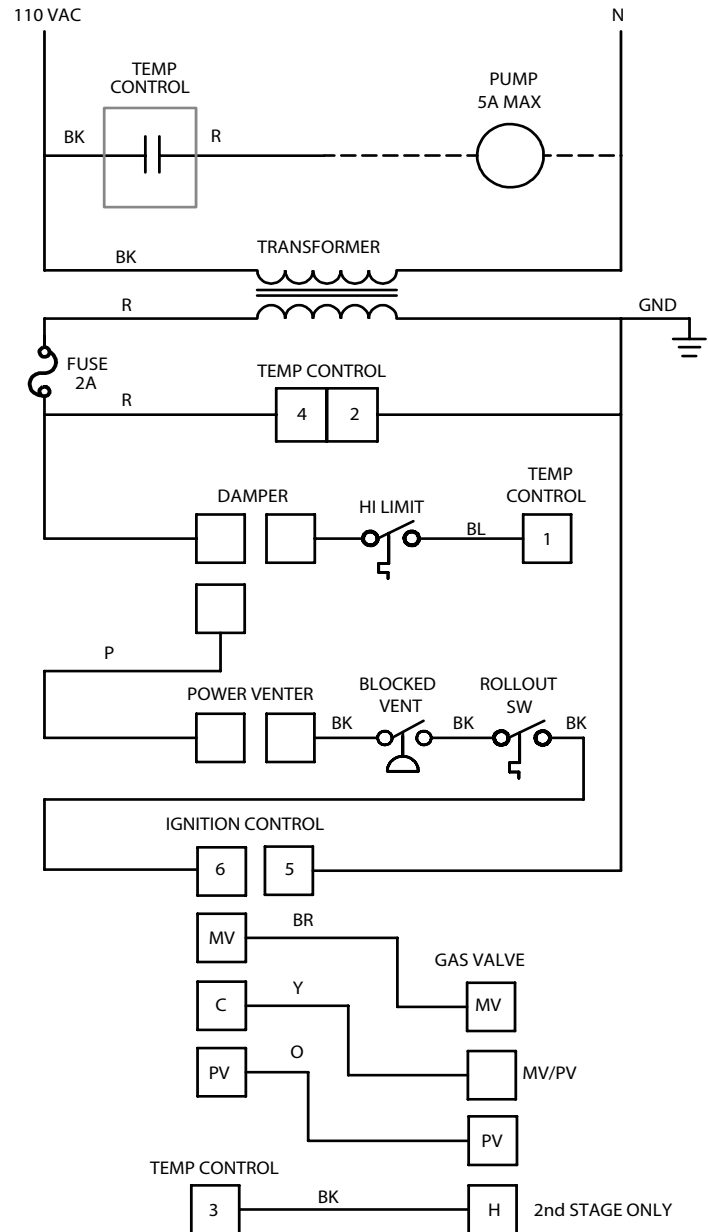 110 VAC
N
TEMP
CONTROL
PUMP
5A MAX
BK
R
TRANSFORMER
BK
R
GND
FUSE
2A
TEMP CONTROL
R
4
2
DAMPER
HI LIMIT
TEMP
CONTROL
BL
1
P
POWER VENTER
BLOCKED
VENT
ROLLOUT
SW
BK
BK
BK
IGNITION CONTROL
6
5
MV
BR
GAS VALVE
MV
C
Y
MV/PV
PV
O
PV
TEMP CONTROL
3
BK
H
2nd STAGE ONLY